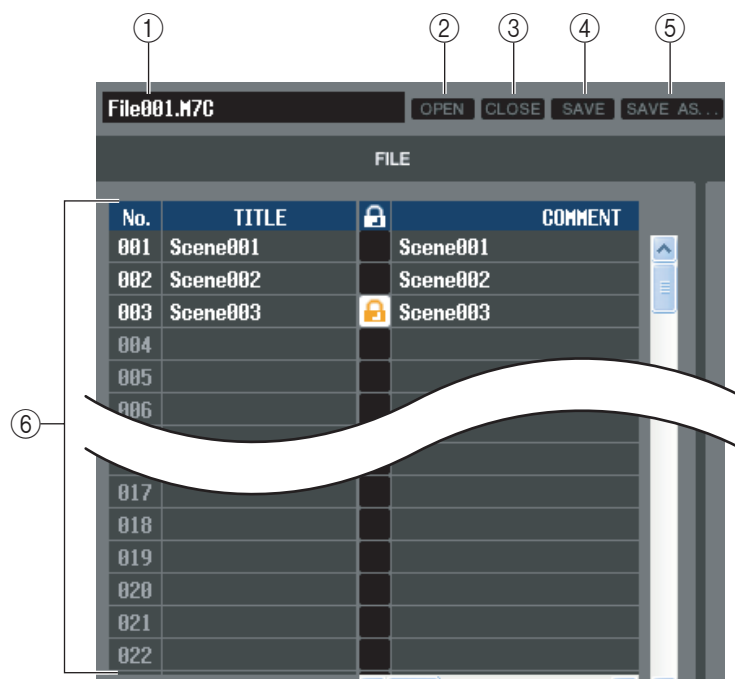 ① ② ③ ④ ⑤
File001.M7C OPEN CLOSE SAVE SAVE AS...
FILE
No. TITLE COMMENT
001 Scene001 Scene001
002 Scene002 Scene002
003 Scene003 Scene003
004
005
006
⑥
017
018
019
020
021
022